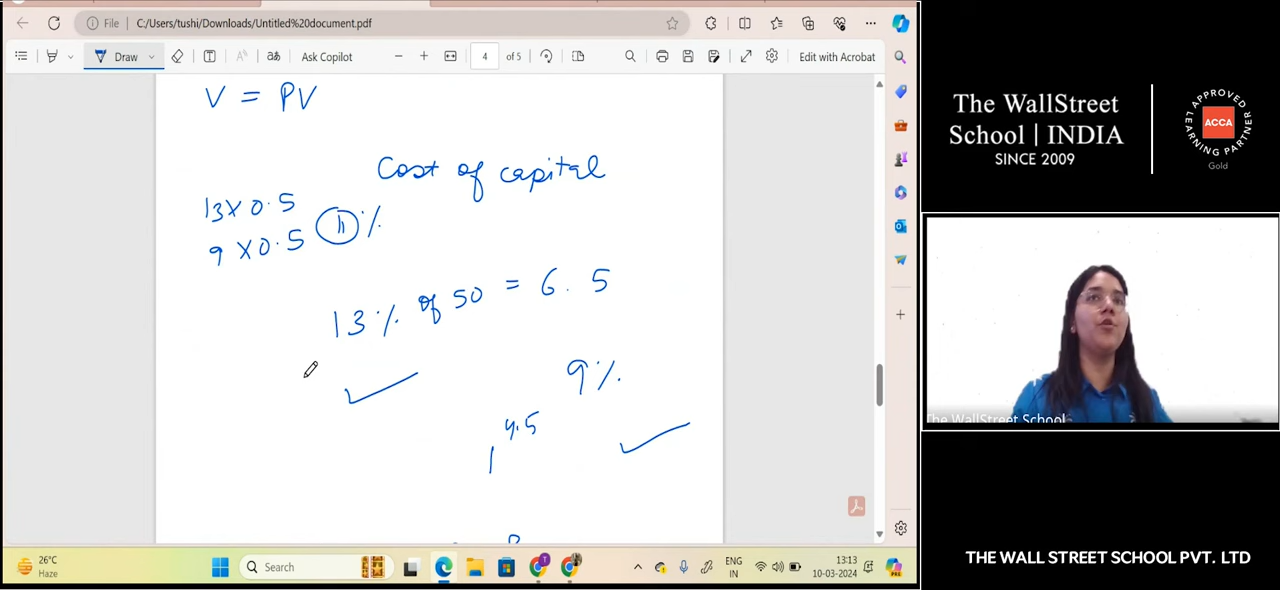 File
C:/Users/tushi/Downloads/Untitled%20document.pdf
Draw
aあ
Ask Copilot
4
of 5
Edit with Acrobat
V = PV
Cost of capital
13 X 0.5
9 X 0.5
11 %
13% of 50 = 6.5
9%
4.5
The WallStreet
School | INDIA
SINCE 2009
APPROVED
ACCA
LEARNING PARTNER
Gold
The WallStreet School
THE WALL STREET SCHOOL PVT. LTD
26°C
Haze
Search
ENG
IN
13:13
10-03-2024